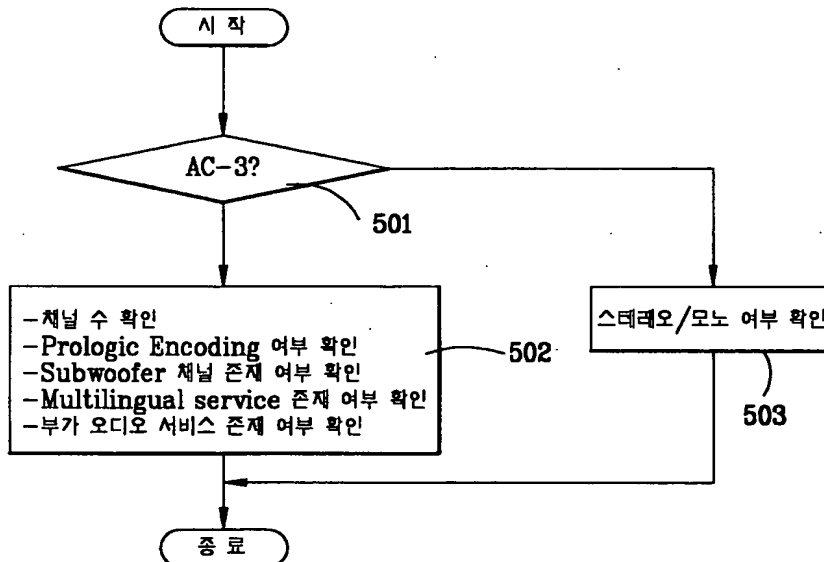 시 작
AC-3?
501
-채널 수 확인
-Prologic Encoding 여부 확인
-Subwoofer 채널 존재 여부 확인
-Multilingual service 존재 여부 확인
-부가 오디오 서비스 존재 여부 확인
502
스테레오/모노 여부 확인
503
종 료